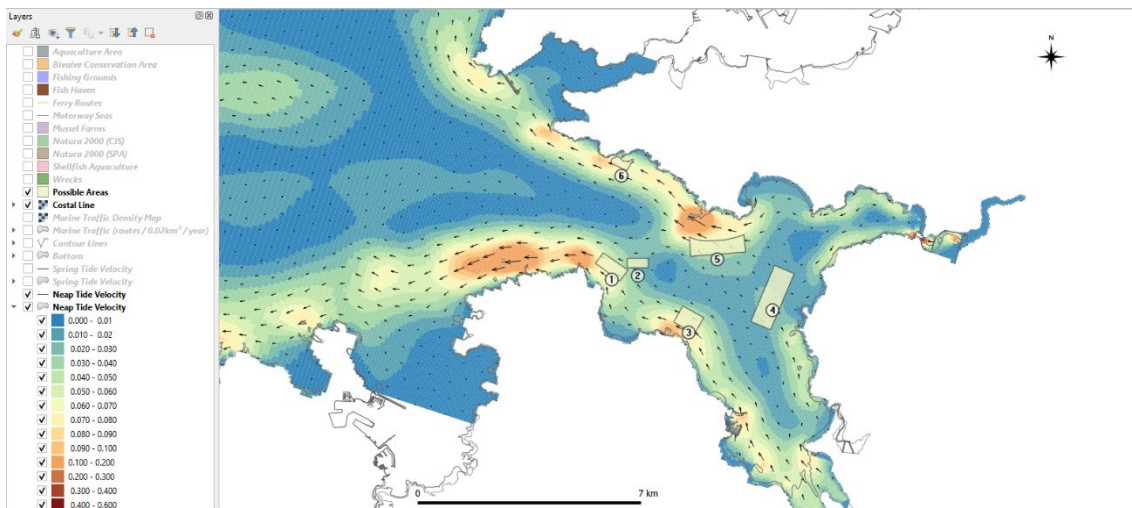 Layers
Aquaculture Area
Bivalve Conservation Area
Fishing Grounds
Fish Haven
Ferry Routes
Motorway Seas
Mussel Farms
Natura 2000 (CIS)
Natura 2000 (SPA)
Shellfish Aquaculture
Wrecks
Possible Areas
Costal Line
Marine Traffic Density Map
Marine Traffic (routes / 0.02km² / year)
Contour Lines
Bottom
Spring Tide Velocity
Spring Tide Velocity
Neap Tide Velocity
Neap Tide Velocity
0.000 - 0.01
0.010 - 0.02
0.020 - 0.030
0.030 - 0.040
0.040 - 0.050
0.050 - 0.060
0.060 - 0.070
0.070 - 0.080
0.080 - 0.090
0.090 - 0.100
0.100 - 0.200
0.200 - 0.300
0.300 - 0.400
0.400 - 0.600
N
6
5
1
2
4
3
0
7 km